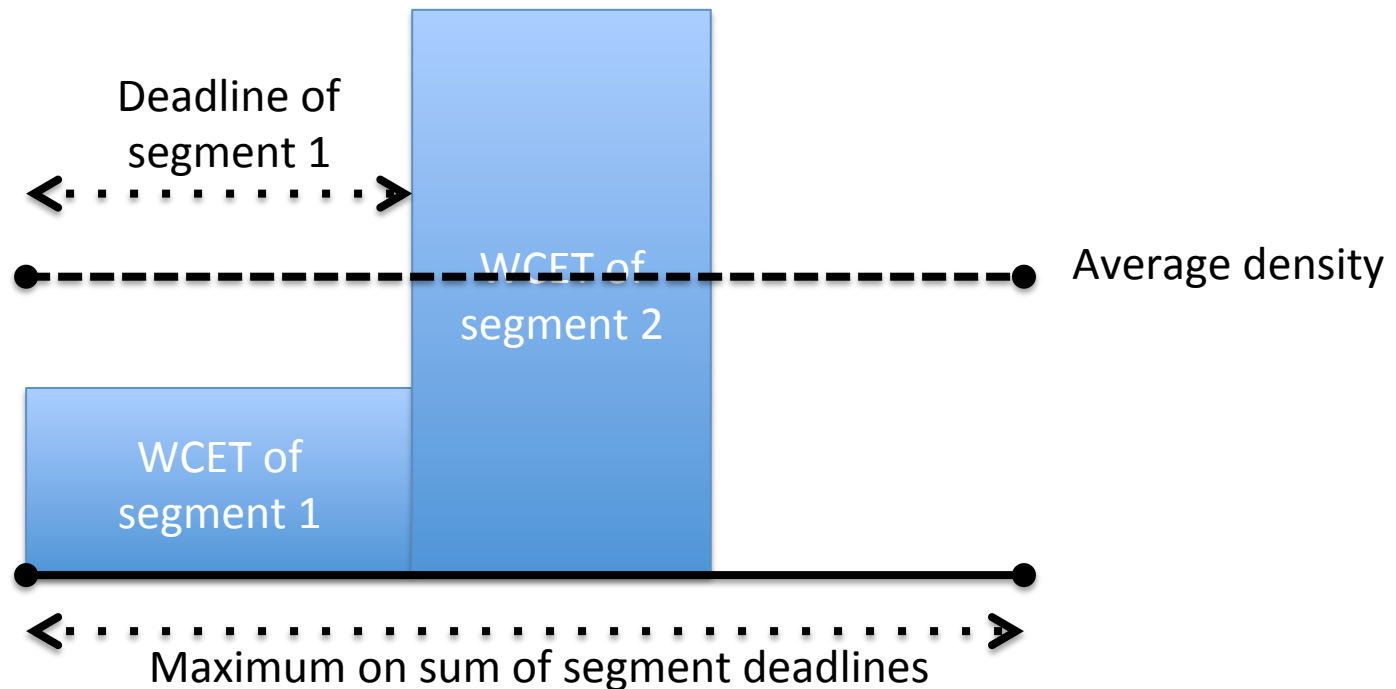 Deadline of
segment 1
WCET of
segment 2
Average density
WCET of
segment 1
Maximum on sum of segment deadlines